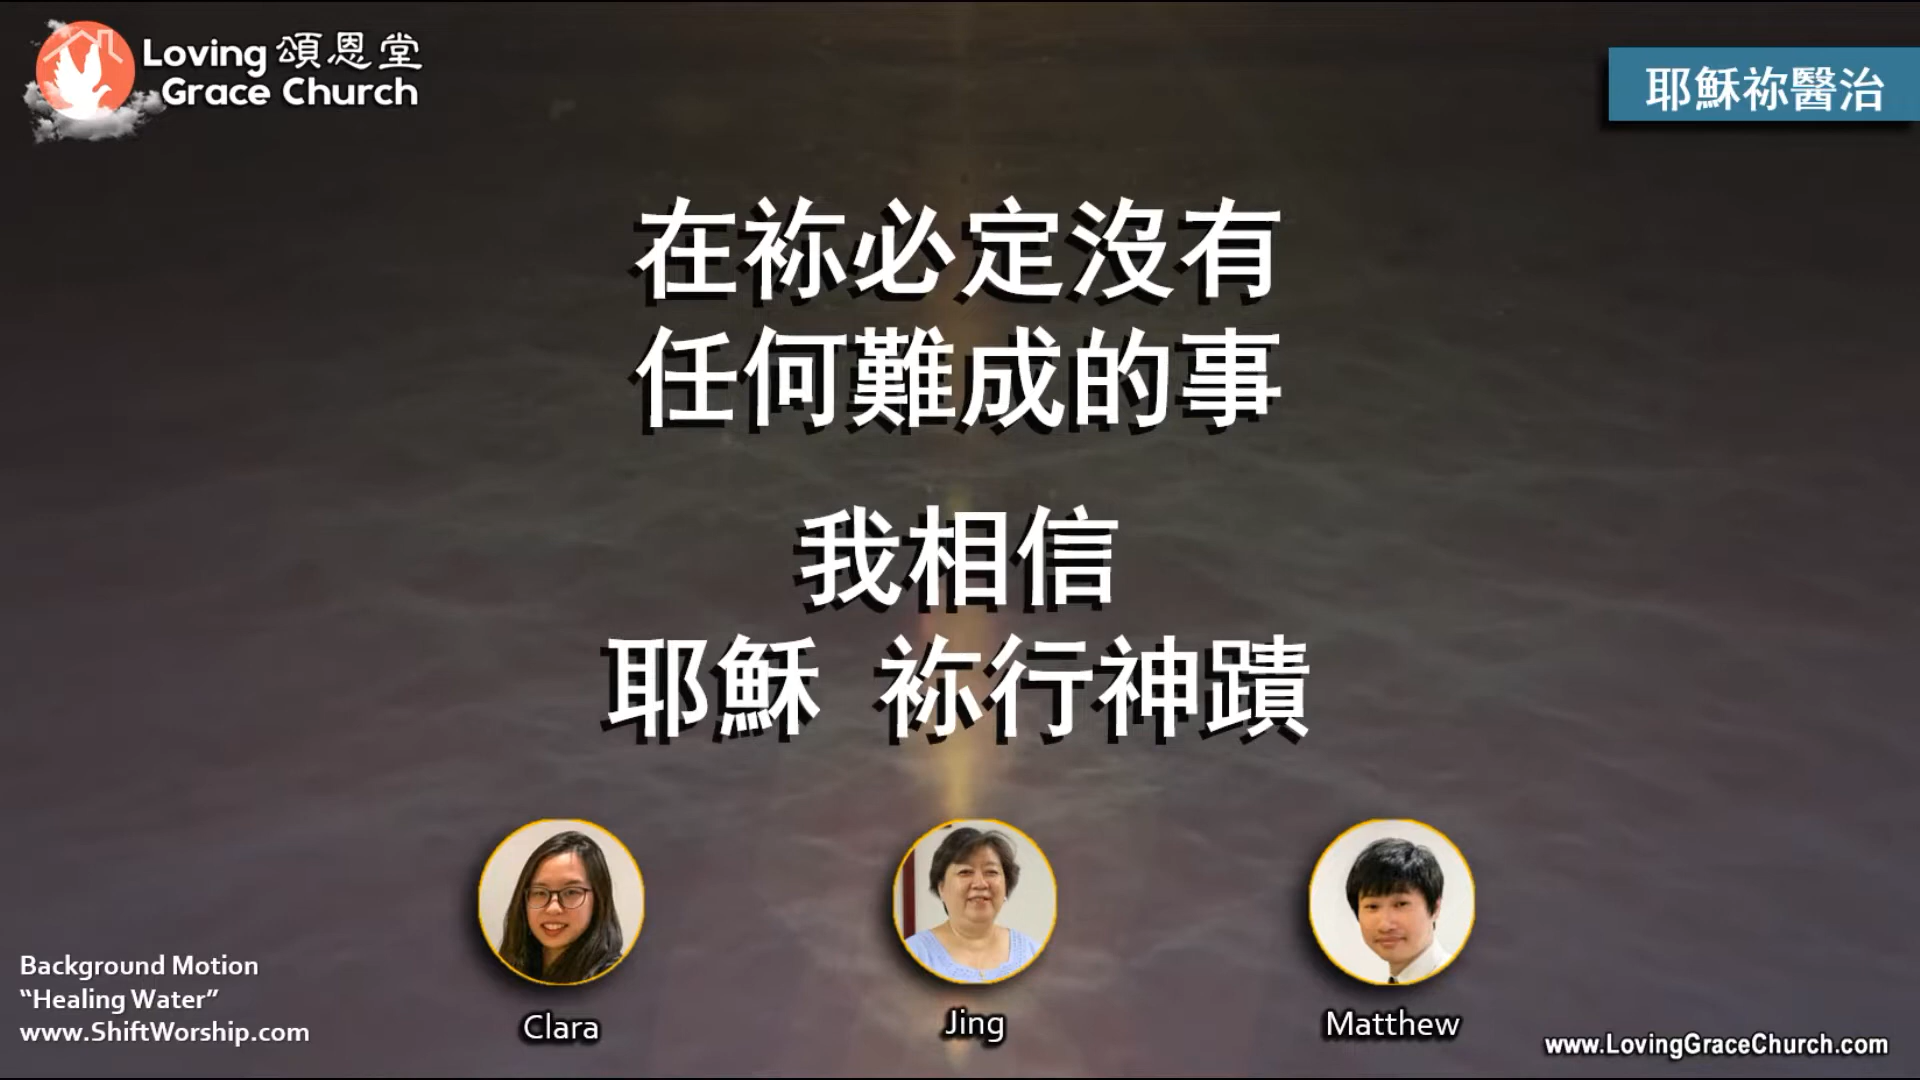 Loving 頌恩堂
Grace Church
耶穌祢醫治
在祢必定沒有
任何難成的事
我相信
耶穌 祢行神蹟
Background Motion
“Healing Water”
www.ShiftWorship.com
Clara
Jing
Matthew
www.LovingGraceChurch.com